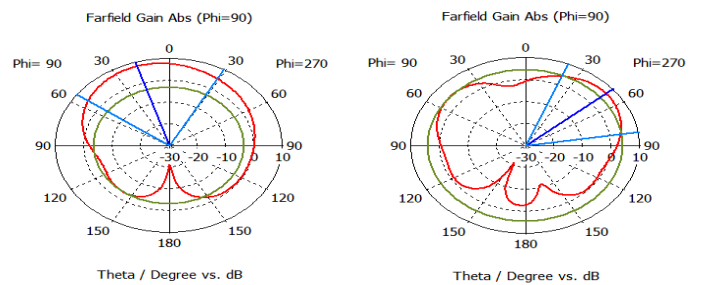 Farfield Gain Abs (Phi=90)
0
30 30
Phi= 90 Phi=270
60 60
90 -30 -20 -10 0 10 90
120 120
150 150
180
Theta / Degree vs. dB
Farfield Gain Abs (Phi=90)
0
30 30
Phi= 90 Phi=270
60 60
90 -30 -20 -10 0 10 90
120 120
150 150
180
Theta / Degree vs. dB